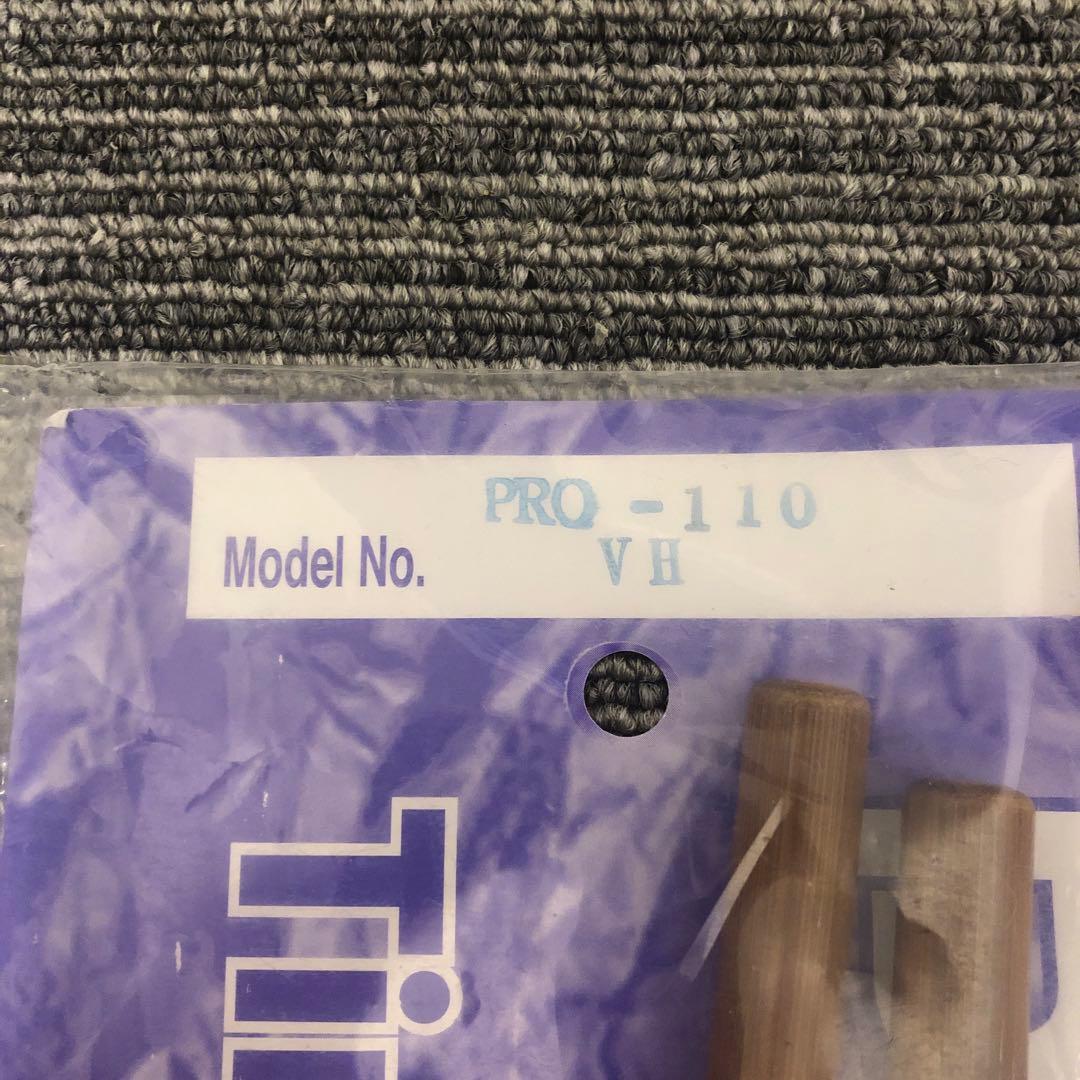 PRO -110
Model No. VH